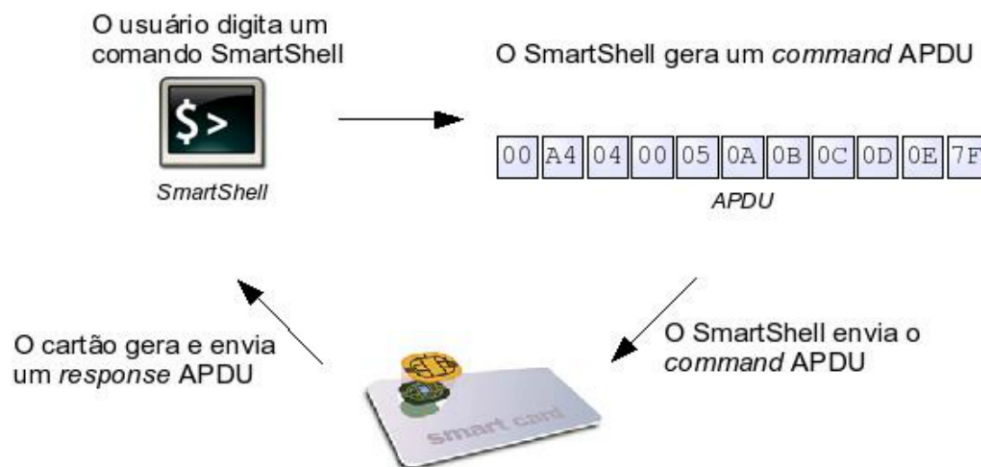 O usuário digita um
comando SmartShell
$>
SmartShell
O SmartShell gera um command APDU
00 A4 04 00 05 0A 0B 0C 0D 0E 7F
APDU
O SmartShell envia o
command APDU
smart card
O cartão gera e envia
um response APDU